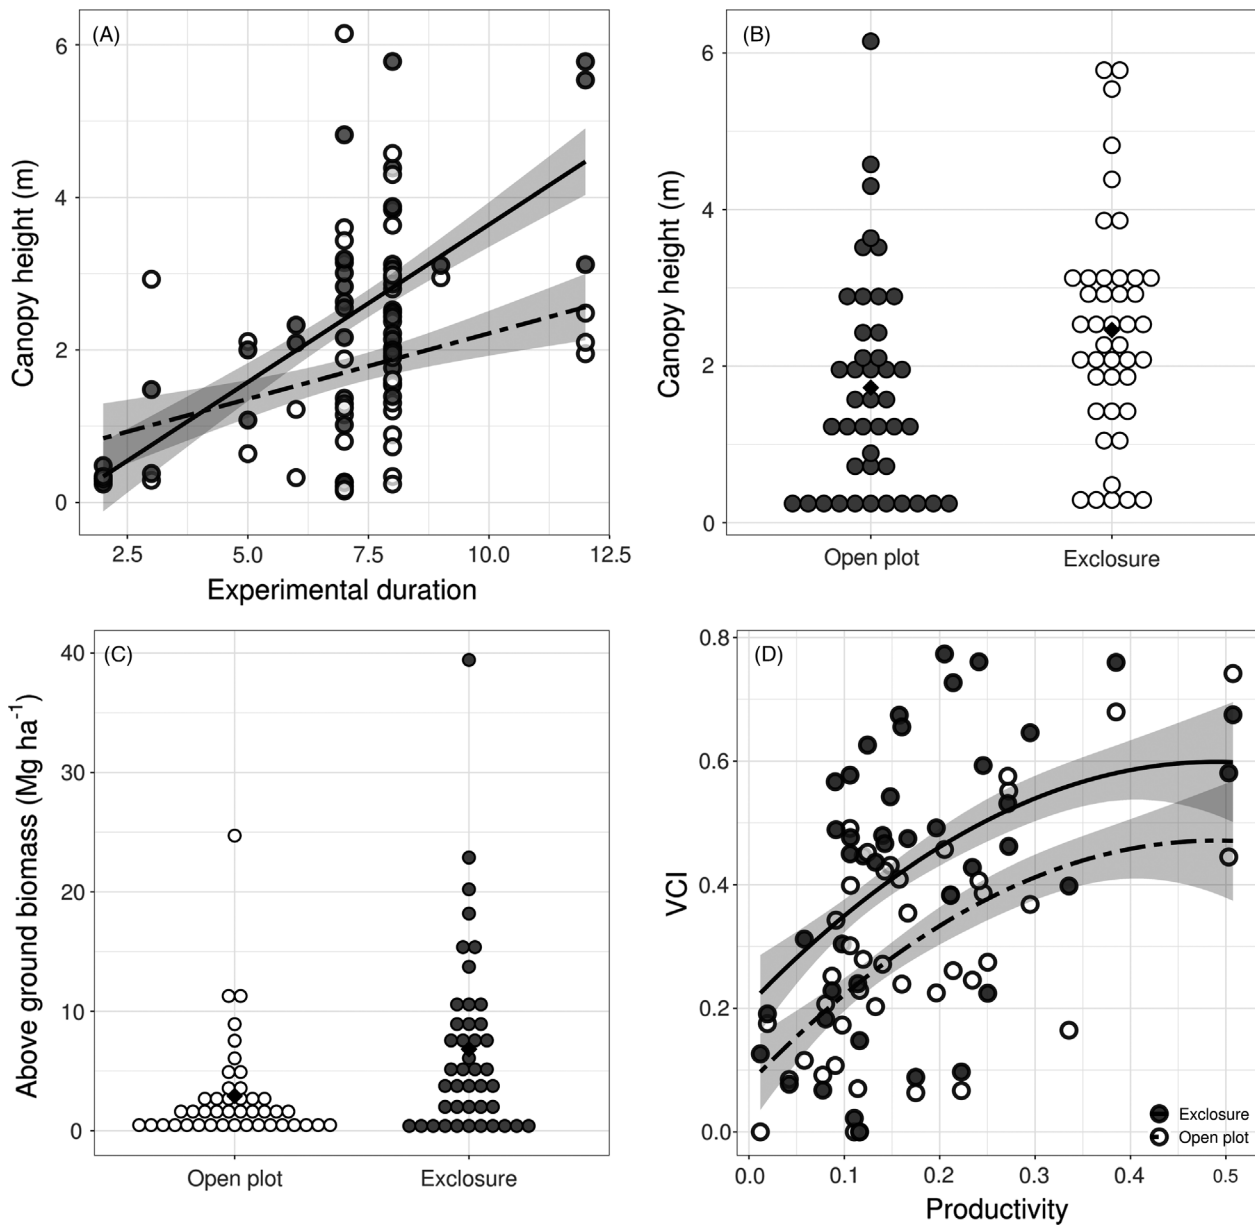 (A)
6
4
2
0
Canopy height (m)
2.5 5.0 7.5 10.0 12.5
Experimental duration
(B)
6
4
2
0
Canopy height (m)
Open plot Exclosure
(C)
40
30
20
10
0
Above ground biomass (Mg ha⁻¹)
Open plot Exclosure
(D)
0.8
0.6
0.4
0.2
0.0
VCI
Exclosure
Open plot
0.0 0.1 0.2 0.3 0.4 0.5
Productivity